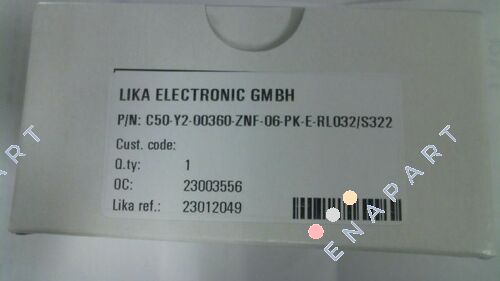 LIKA ELECTRONIC GMBH
P/N: C50-Y2-00360-ZNF-06-PK-E-RL032/S322
Cust. code:
Q.ty: 1
OC: 23003556
Lika ref.: 23012049
ENAPART
ENAPART